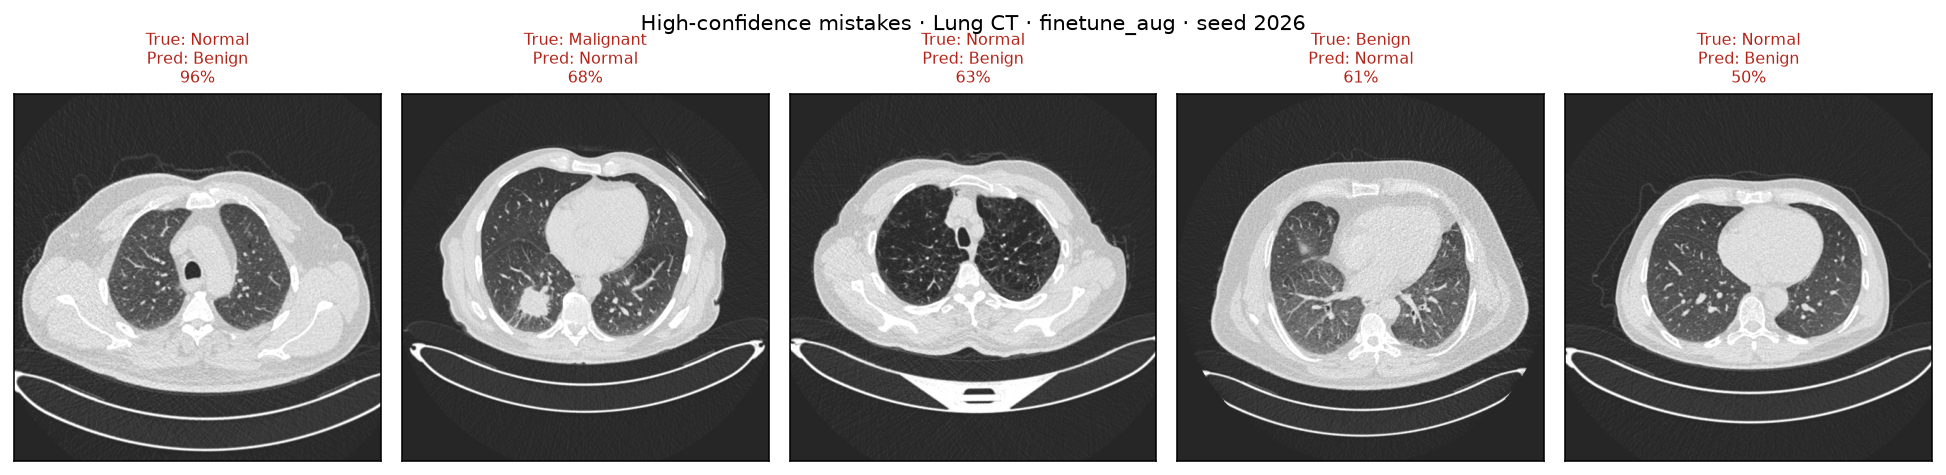 High-confidence mistakes · Lung CT · finetune_aug · seed 2026
True: Normal
Pred: Benign
96%
True: Malignant
Pred: Normal
68%
True: Normal
Pred: Benign
63%
True: Benign
Pred: Normal
61%
True: Normal
Pred: Benign
50%